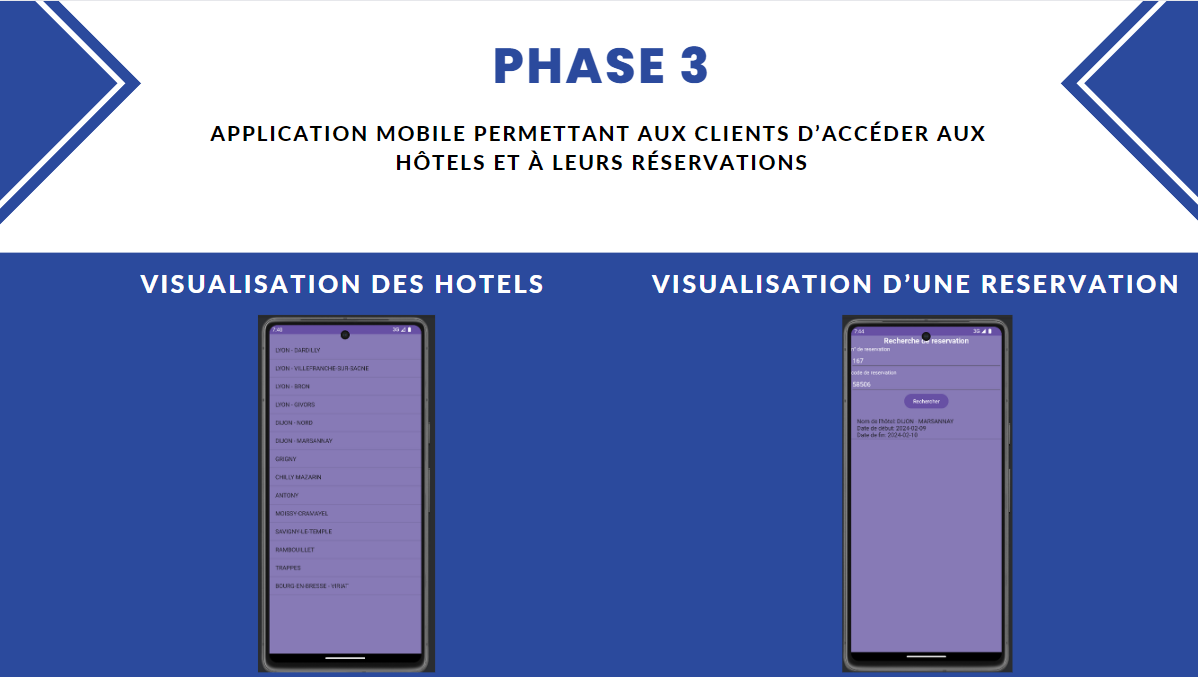 PHASE 3
APPLICATION MOBILE PERMETTANT AUX CLIENTS D’ACCÉDER AUX
HÔTELS ET À LEURS RÉSERVATIONS
VISUALISATION DES HOTELS
7:43 3G
LYON - DARDILLY
LYON - VILLEFRANCHE-SUR-SAONE
LYON - BRON
LYON - GIVORS
DIJON - NORD
DIJON - MARSANNAY
GRIGNY
CHILLY MAZARIN
ANTONY
MOISSY-CRAMAYEL
SAVIGNY-LE-TEMPLE
RAMBOUILLET
TRAPPES
BOURG-EN-BRESSE - VIRIAT
VISUALISATION D’UNE RESERVATION
7:44 3G
Recherche de reservation
n° de reservation
167
code de reservation
58506
Rechercher
Nom de l'hôtel: DIJON - MARSANNAY
Date de début: 2024-02-09
Date de fin: 2024-02-10